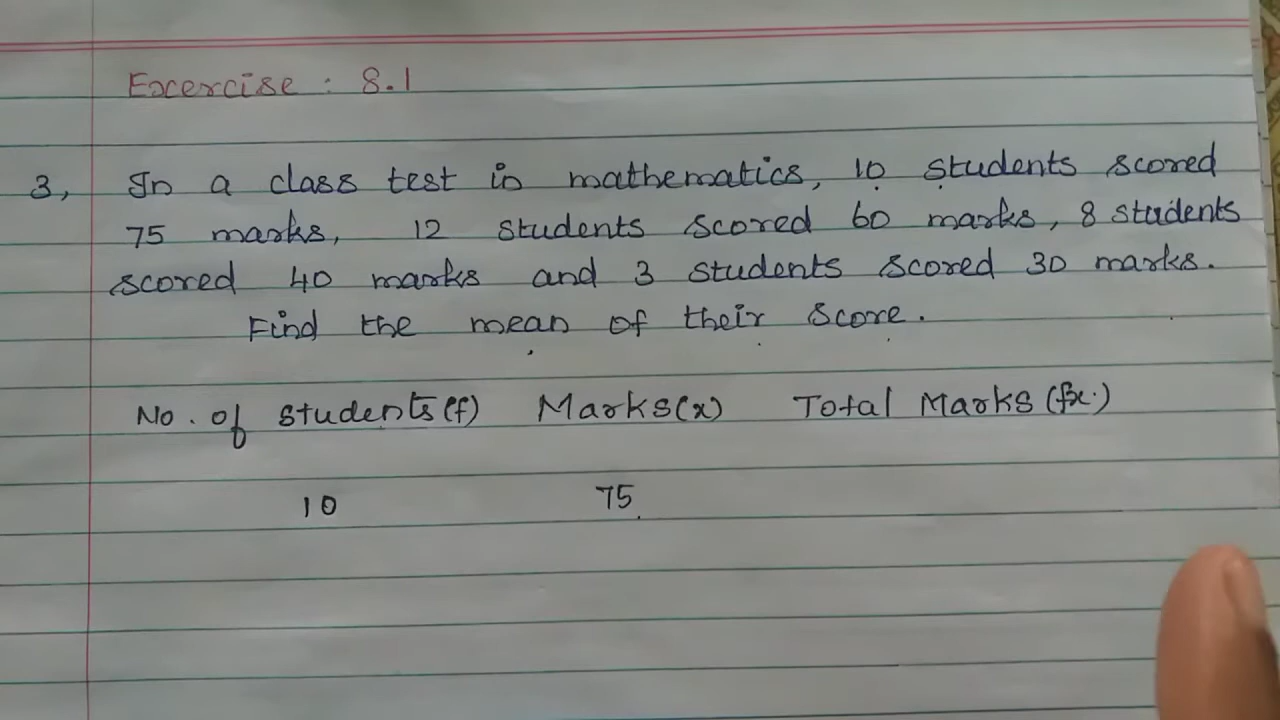 Excercise : 8.1
3, In a class test in mathematics, 10 students scored
75 marks, 12 students scored 60 marks, 8 students
scored 40 marks and 3 students scored 30 marks.
Find the mean of their score.
No. of students(f) Marks(x) Total Marks (fx)
10 75